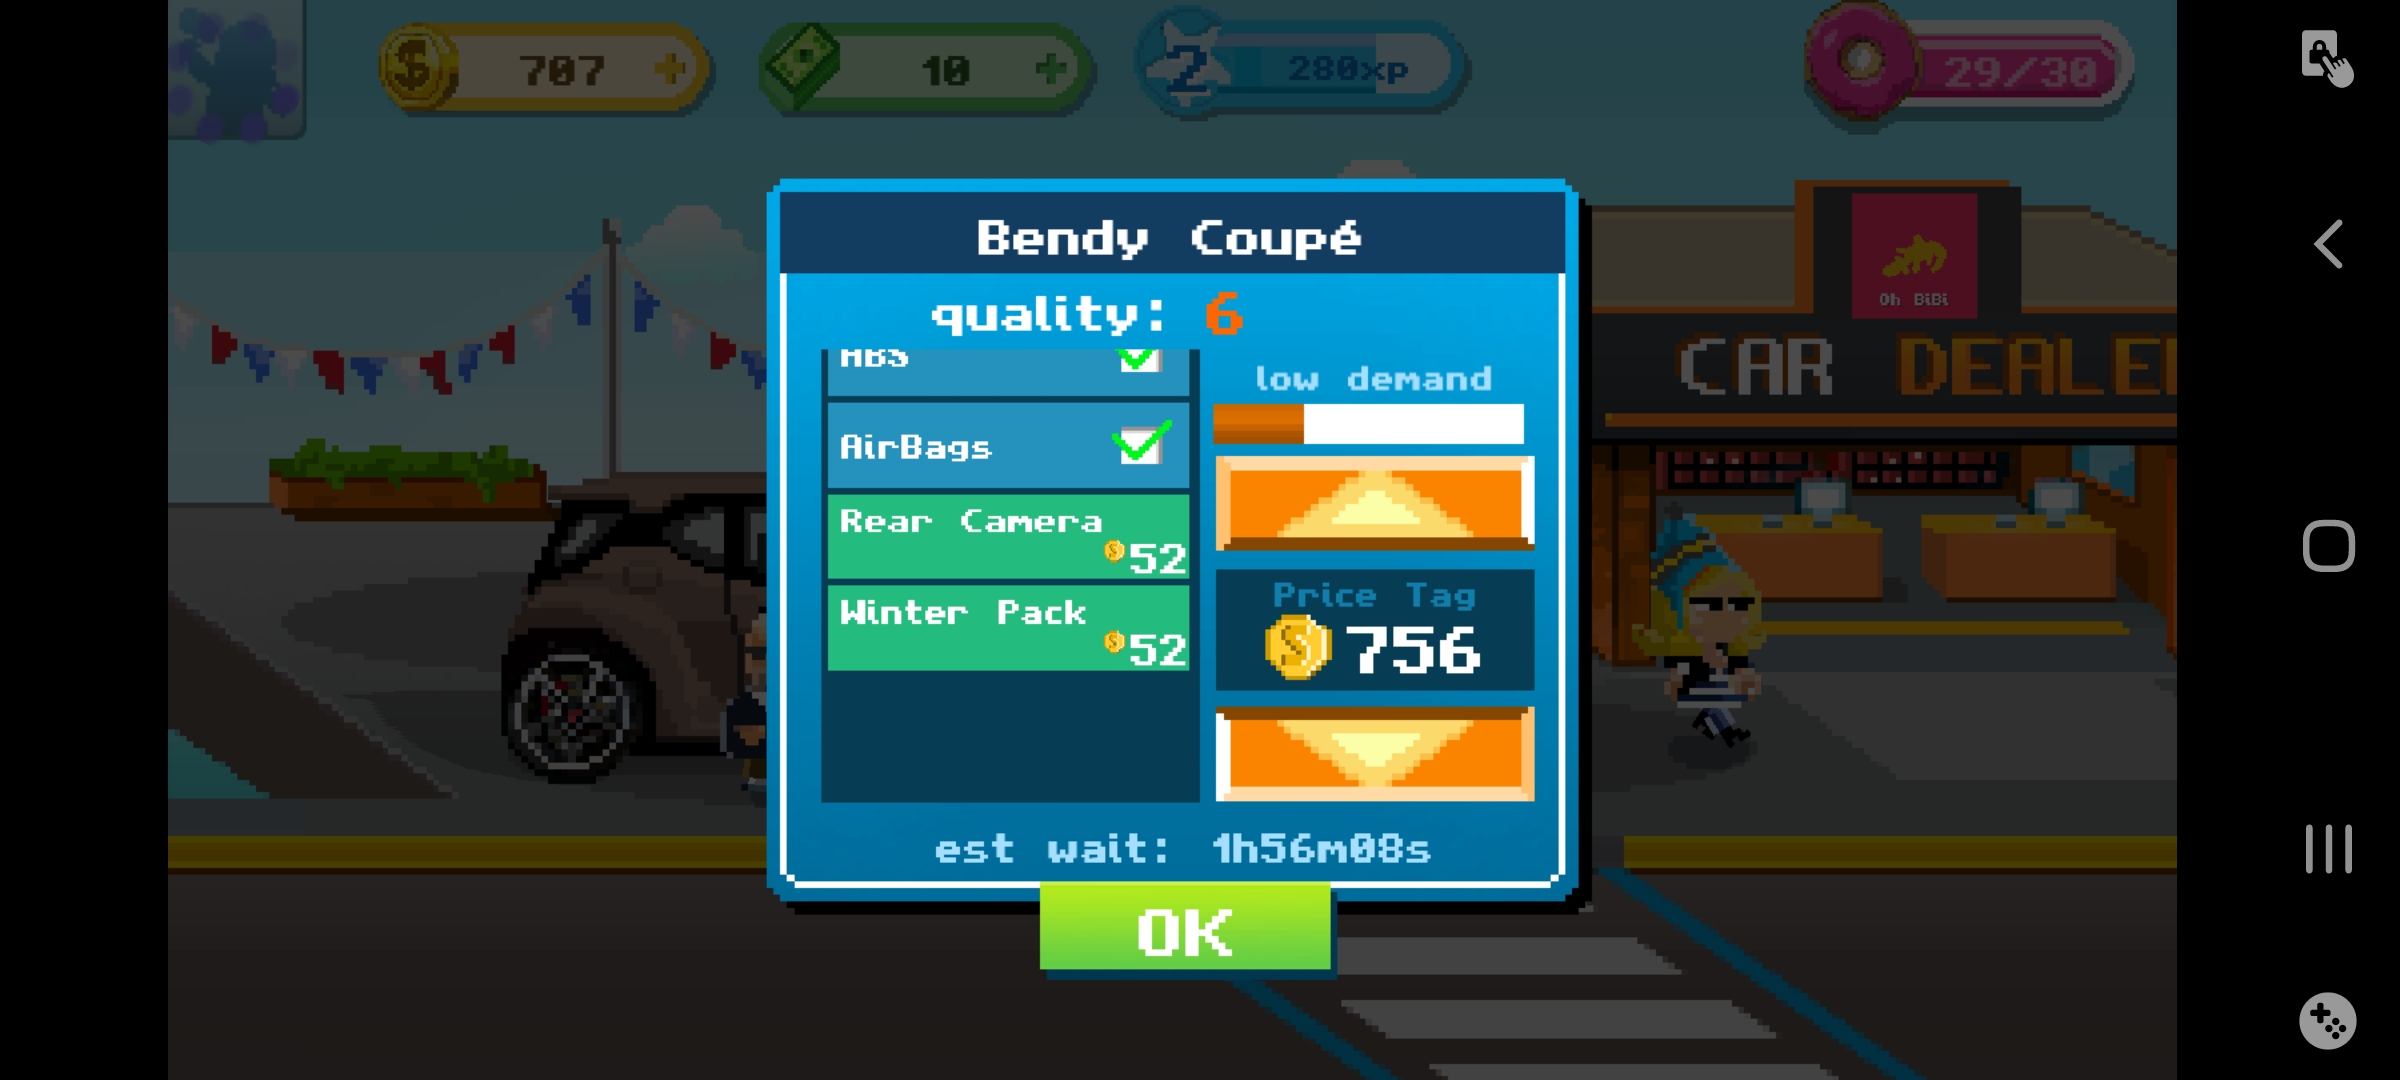 707
10
2
280xp
29/30
Bendy Coupé
quality: 6
ABS
low demand
AirBags
Rear Camera
52
Winter Pack
52
Price Tag
756
est wait: 1h56m08s
OK
Oh BiBi
CAR DEALE